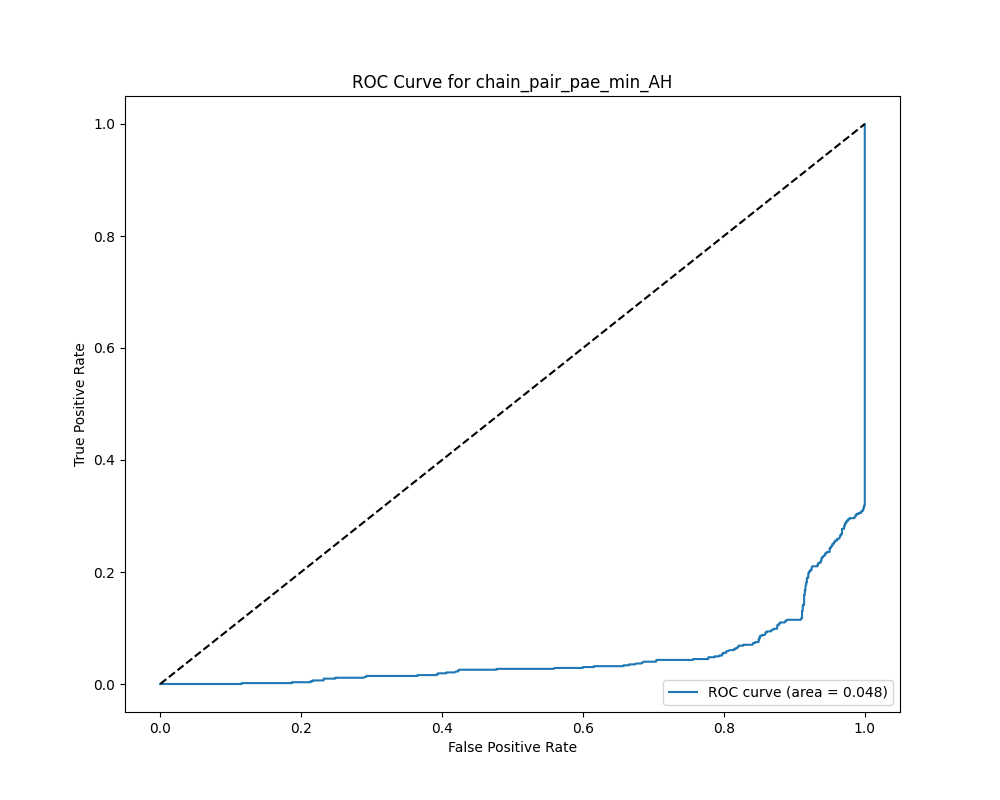 ROC Curve for chain_pair_pae_min_AH
True Positive Rate
1.0
0.8
0.6
0.4
0.2
0.0
ROC curve (area = 0.048)
0.0 0.2 0.4 0.6 0.8 1.0
False Positive Rate